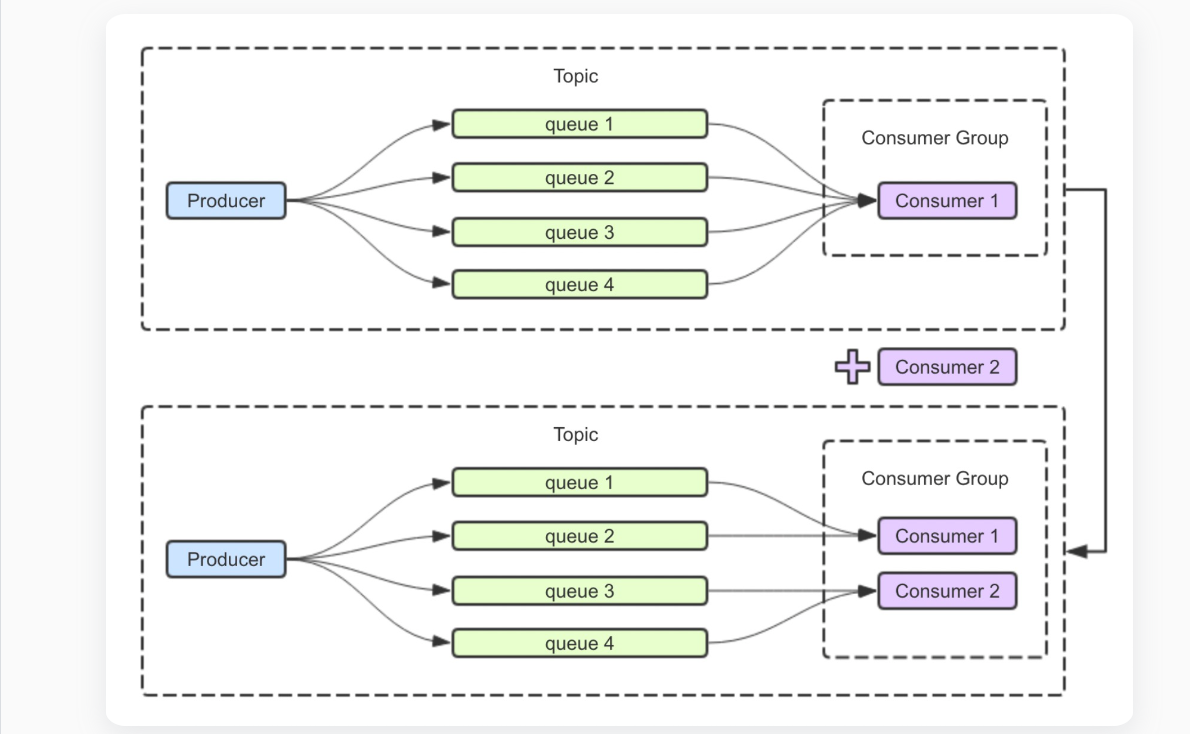 Topic
queue 1
Consumer Group
queue 2
Producer
Consumer 1
queue 3
queue 4
Consumer 2
Topic
Consumer Group
queue 1
queue 2
Consumer 1
Producer
queue 3
Consumer 2
queue 4